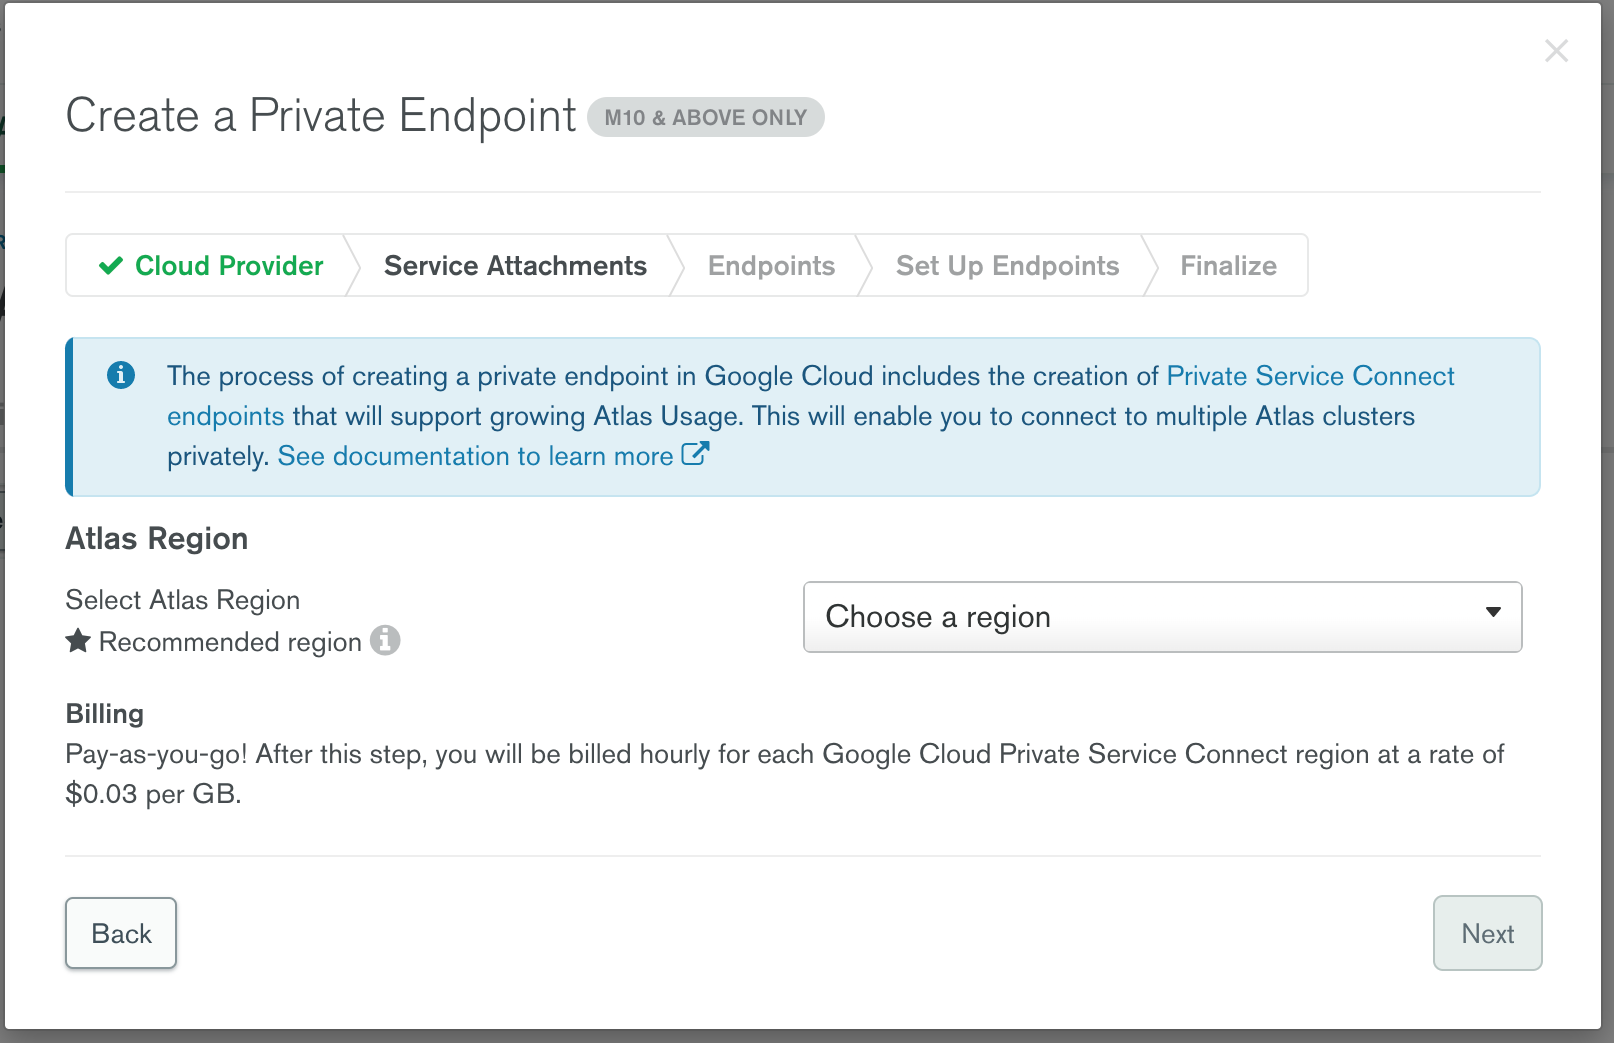 Create a Private Endpoint M10 & ABOVE ONLY
Cloud Provider Service Attachments Endpoints Set Up Endpoints Finalize
The process of creating a private endpoint in Google Cloud includes the creation of Private Service Connect
endpoints that will support growing Atlas Usage. This will enable you to connect to multiple Atlas clusters
privately. See documentation to learn more
Atlas Region
Select Atlas Region
Recommended region
Choose a region
Billing
Pay-as-you-go! After this step, you will be billed hourly for each Google Cloud Private Service Connect region at a rate of
$0.03 per GB.
Back
Next